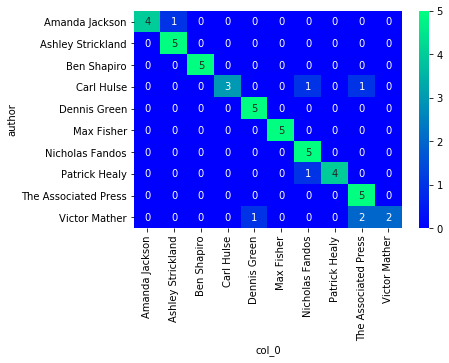 author
Amanda Jackson 4 1 0 0 0 0 0 0 0 0
Ashley Strickland 0 5 0 0 0 0 0 0 0 0
Ben Shapiro 0 0 5 0 0 0 0 0 0 0
Carl Hulse 0 0 0 3 0 0 1 0 1 0
Dennis Green 0 0 0 0 5 0 0 0 0 0
Max Fisher 0 0 0 0 0 5 0 0 0 0
Nicholas Fandos 0 0 0 0 0 0 5 0 0 0
Patrick Healy 0 0 0 0 0 0 1 4 0 0
The Associated Press 0 0 0 0 0 0 0 0 5 0
Victor Mather 0 0 0 0 1 0 0 0 2 2
Amanda Jackson
Ashley Strickland
Ben Shapiro
Carl Hulse
Dennis Green
Max Fisher
Nicholas Fandos
Patrick Healy
The Associated Press
Victor Mather
col_0
5
4
3
2
1
0